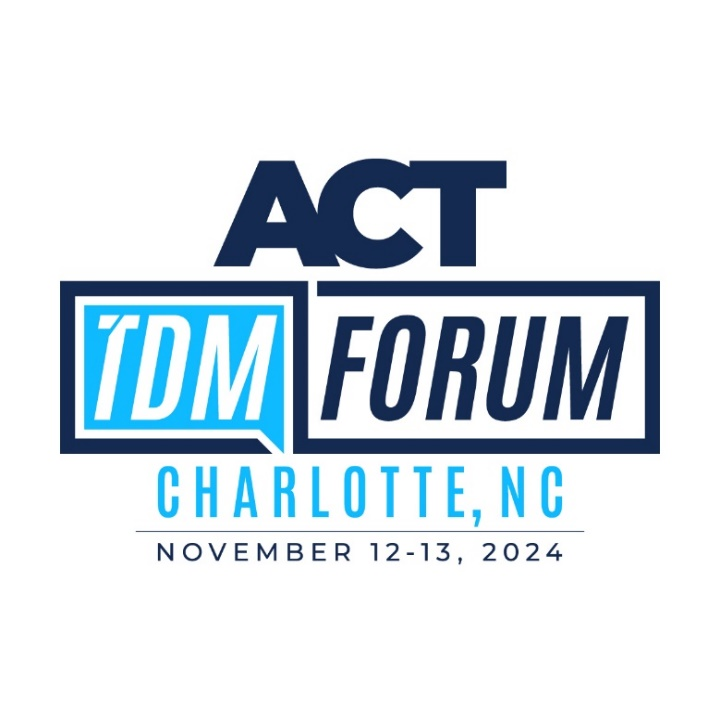 ACT
TDM FORUM
CHARLOTTE, NC
NOVEMBER 12-13, 2024